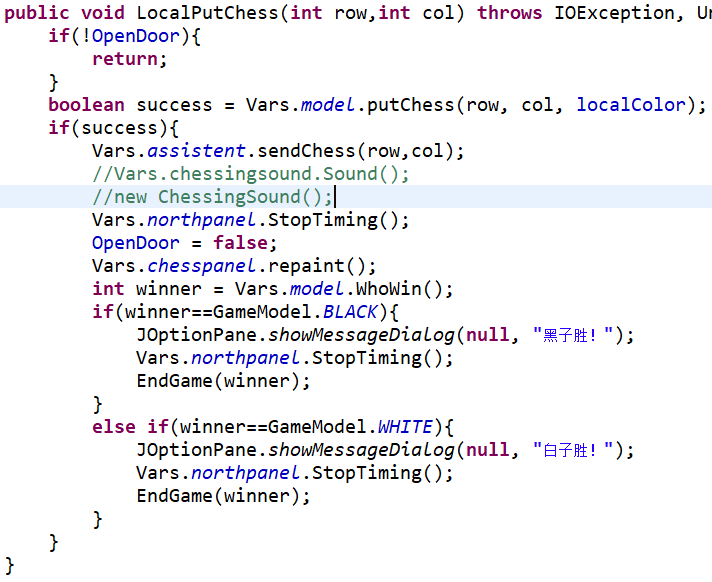 public void LocalPutChess(int row,int col) throws IOException, Un
if(!OpenDoor){
return;
}
boolean success = Vars.model.putChess(row, col, localColor);
if(success){
Vars.assistent.sendChess(row,col);
//Vars.chessingsound.Sound();
//new ChessingSound();
Vars.northpanel.StopTiming();
OpenDoor = false;
Vars.chesspanel.repaint();
int winner = Vars.model.WhoWin();
if(winner==GameModel.BLACK){
JOptionPane.showMessageDialog(null, "黑子胜！");
Vars.northpanel.StopTiming();
EndGame(winner);
}
else if(winner==GameModel.WHITE){
JOptionPane.showMessageDialog(null, "白子胜！");
Vars.northpanel.StopTiming();
EndGame(winner);
}
}
}